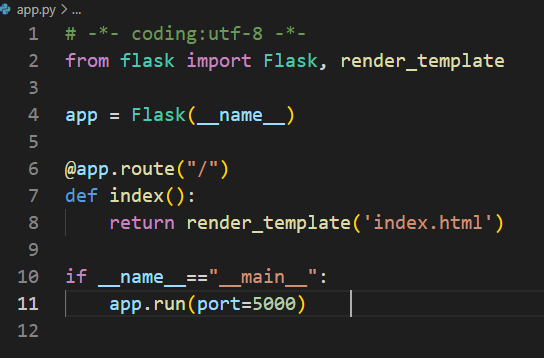 app.py > ...
1 # -*- coding:utf-8 -*-
2 from flask import Flask, render_template
3
4 app = Flask(__name__)
5
6 @app.route("/")
7 def index():
8     return render_template('index.html')
9
10 if __name__=="__main__":
11     app.run(port=5000)
12